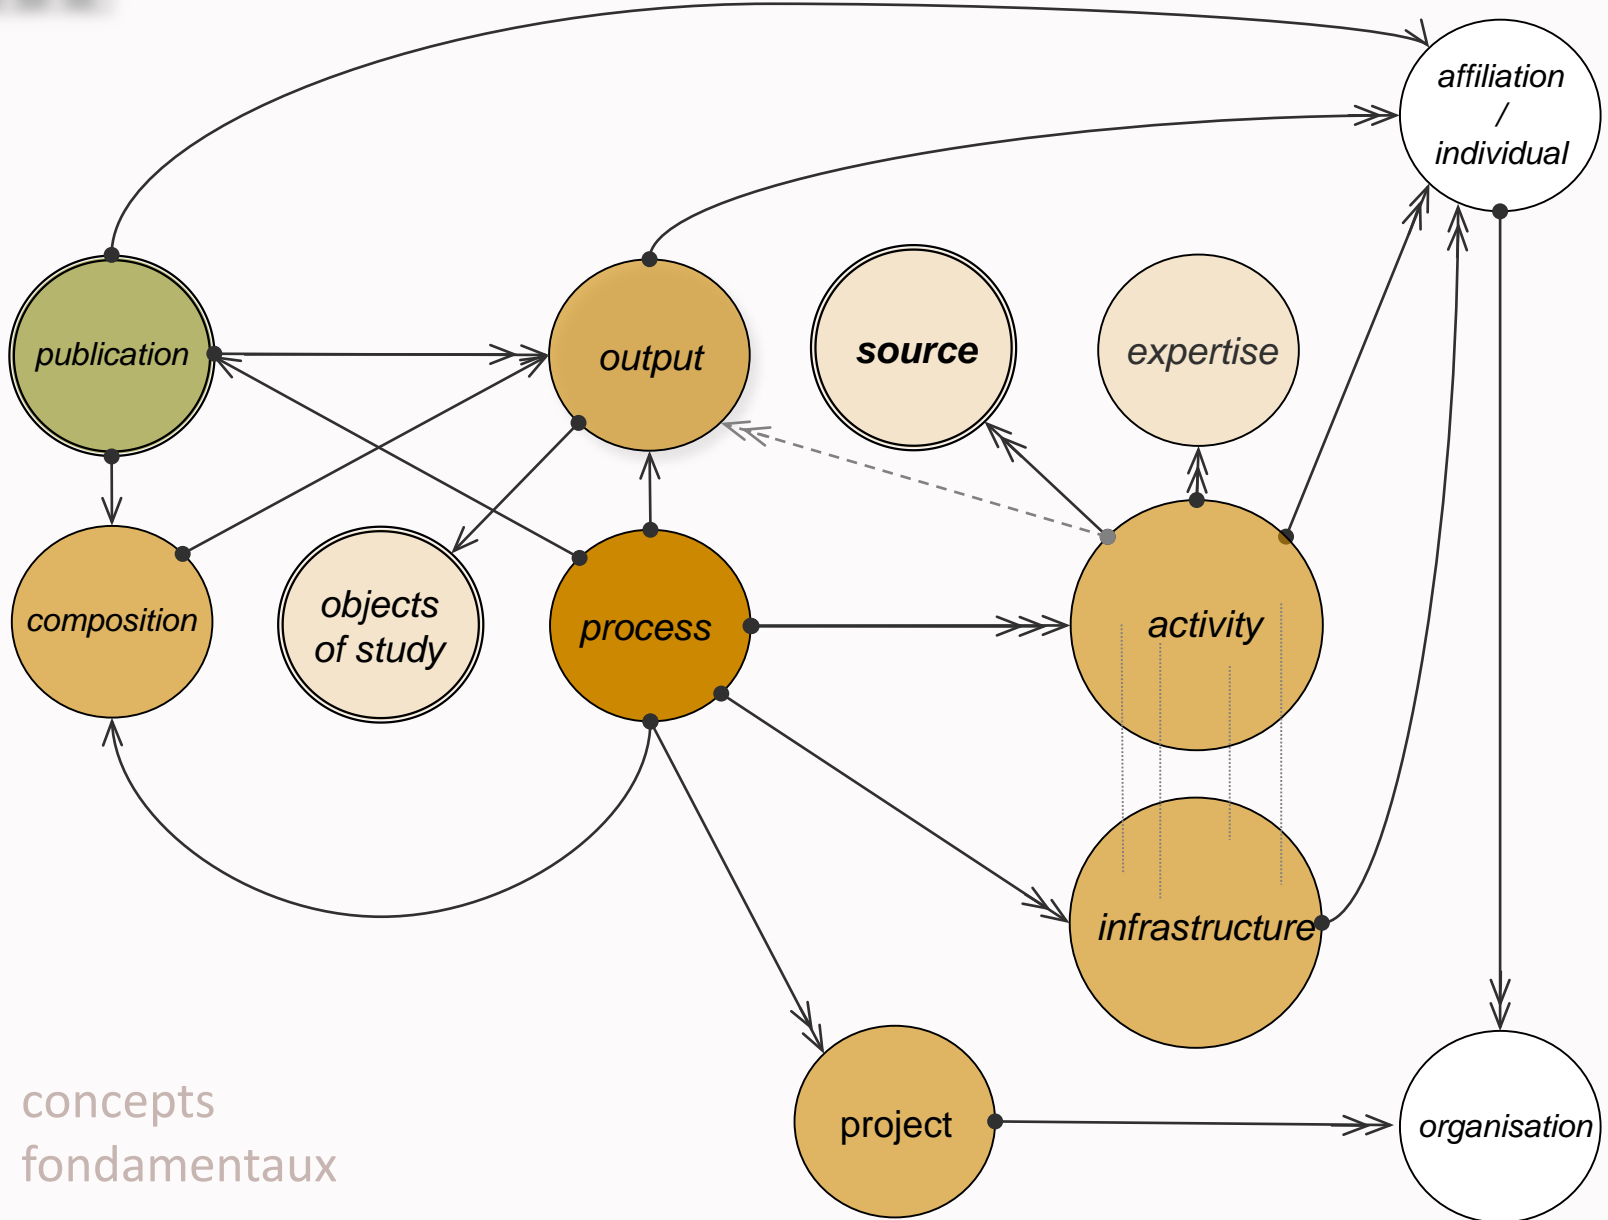 affiliation
/
individual
publication
output
source
expertise
composition
objects
of study
process
activity
infrastructure
project
organisation
concepts
fondamentaux